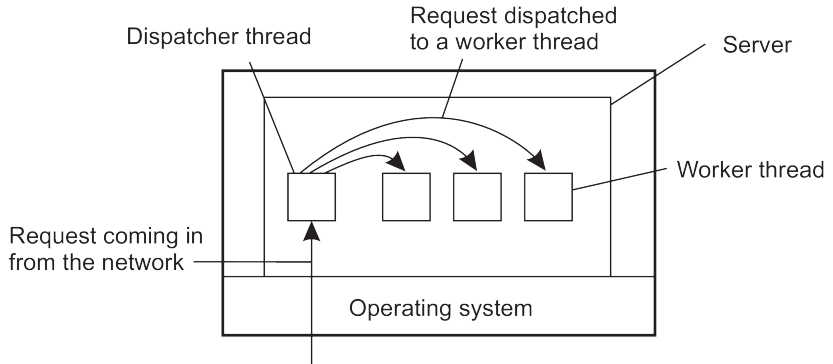 Dispatcher thread
Request dispatched
to a worker thread
Server
Worker thread
Request coming in
from the network
Operating system